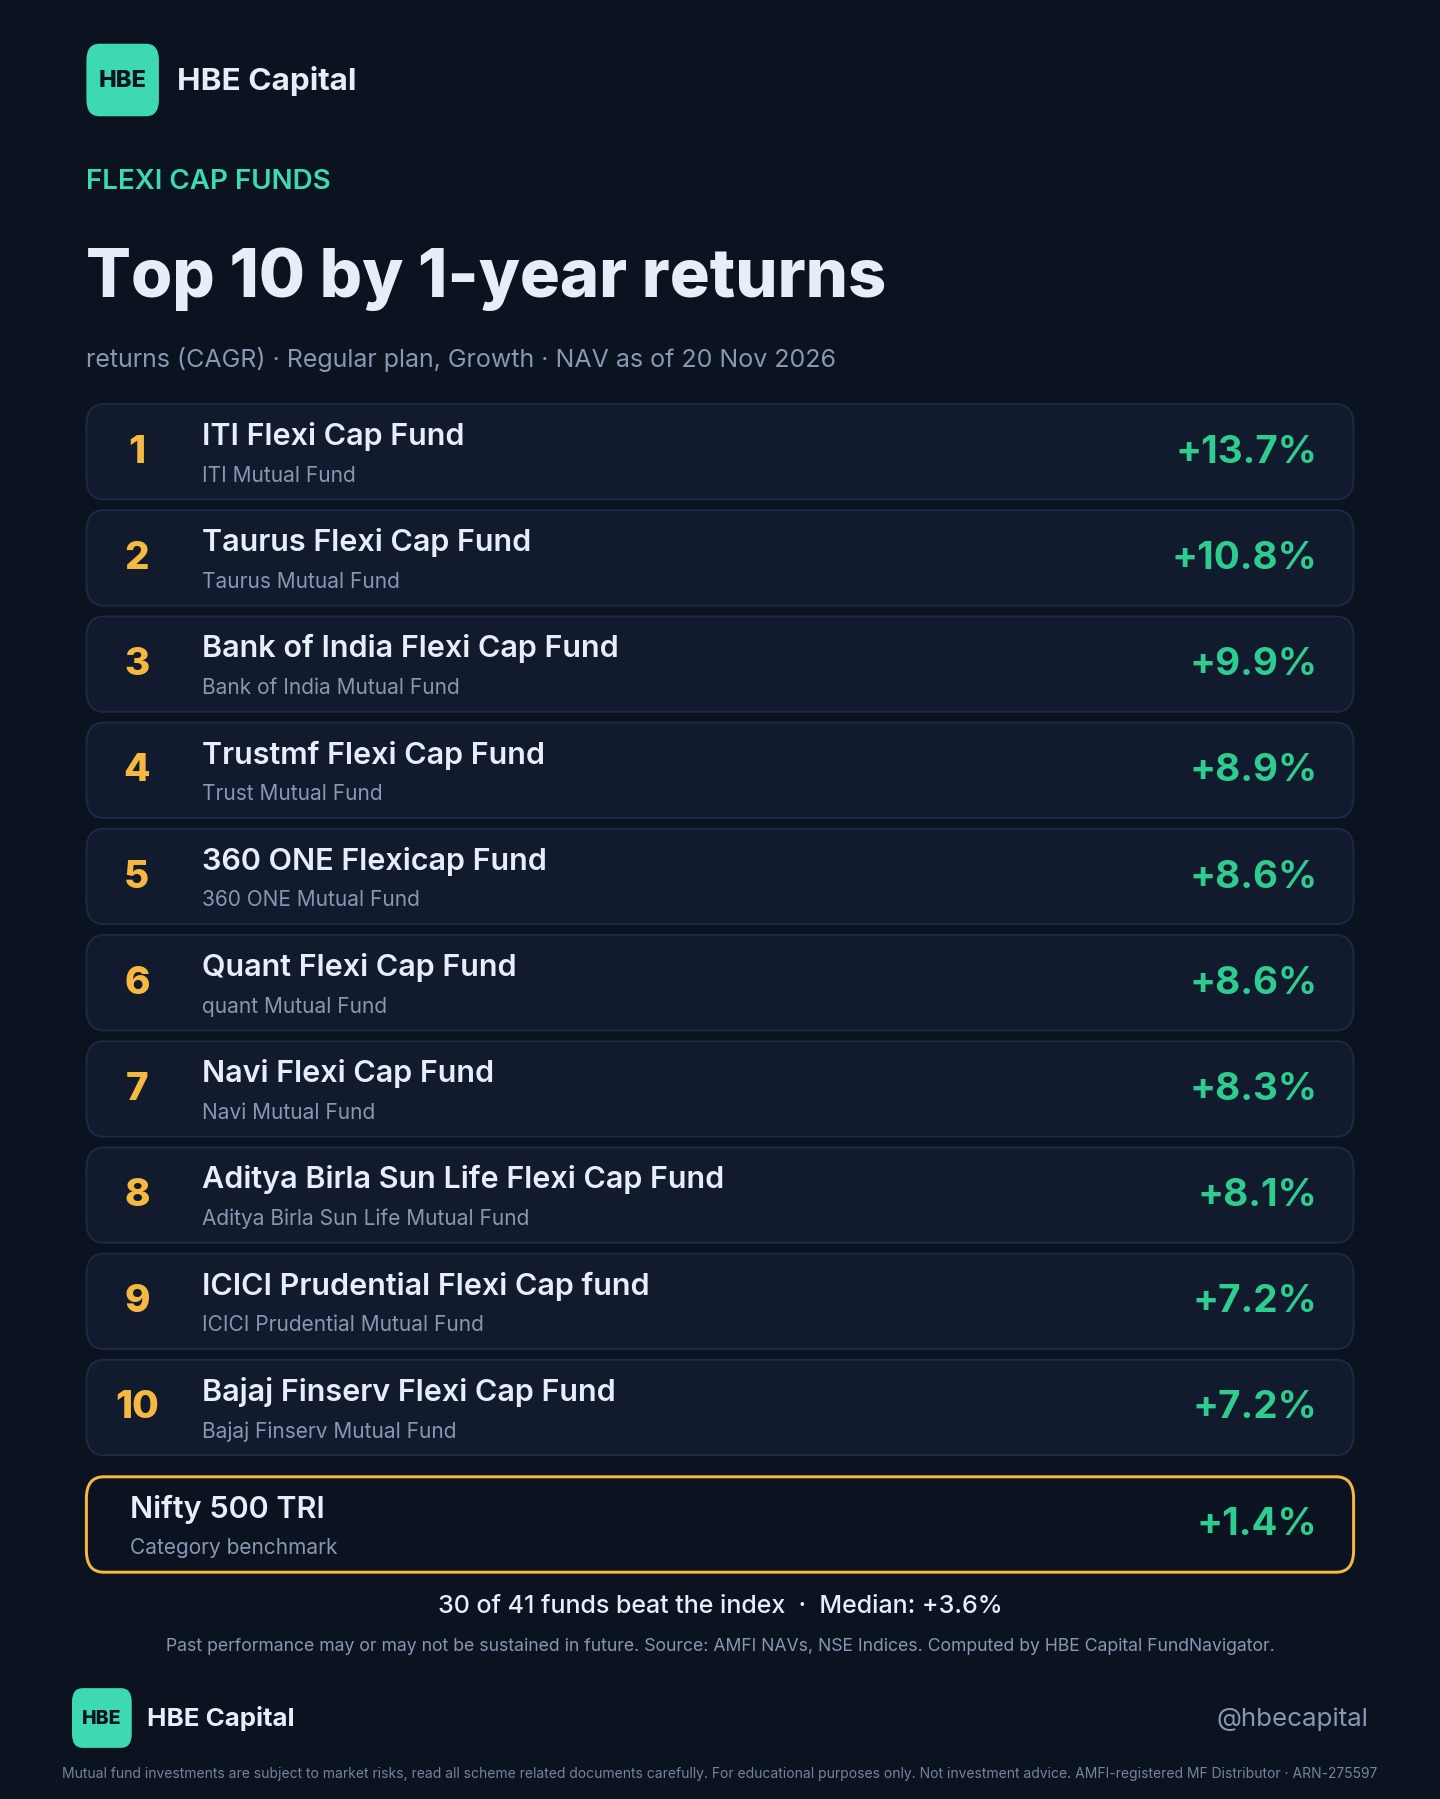 HBE HBE Capital
FLEXI CAP FUNDS
Top 10 by 1-year returns
returns (CAGR) · Regular plan, Growth · NAV as of 20 Nov 2026
1 ITI Flexi Cap Fund +13.7%
ITI Mutual Fund
2 Taurus Flexi Cap Fund +10.8%
Taurus Mutual Fund
3 Bank of India Flexi Cap Fund +9.9%
Bank of India Mutual Fund
4 Trustmf Flexi Cap Fund +8.9%
Trust Mutual Fund
5 360 ONE Flexicap Fund +8.6%
360 ONE Mutual Fund
6 Quant Flexi Cap Fund +8.6%
quant Mutual Fund
7 Navi Flexi Cap Fund +8.3%
Navi Mutual Fund
8 Aditya Birla Sun Life Flexi Cap Fund +8.1%
Aditya Birla Sun Life Mutual Fund
9 ICICI Prudential Flexi Cap fund +7.2%
ICICI Prudential Mutual Fund
10 Bajaj Finserv Flexi Cap Fund +7.2%
Bajaj Finserv Mutual Fund
Nifty 500 TRI +1.4%
Category benchmark
30 of 41 funds beat the index · Median: +3.6%
Past performance may or may not be sustained in future. Source: AMFI NAVs, NSE Indices. Computed by HBE Capital FundNavigator.
HBE HBE Capital @hbecapital
Mutual fund investments are subject to market risks, read all scheme related documents carefully. For educational purposes only. Not investment advice. AMFI-registered MF Distributor · ARN-275597